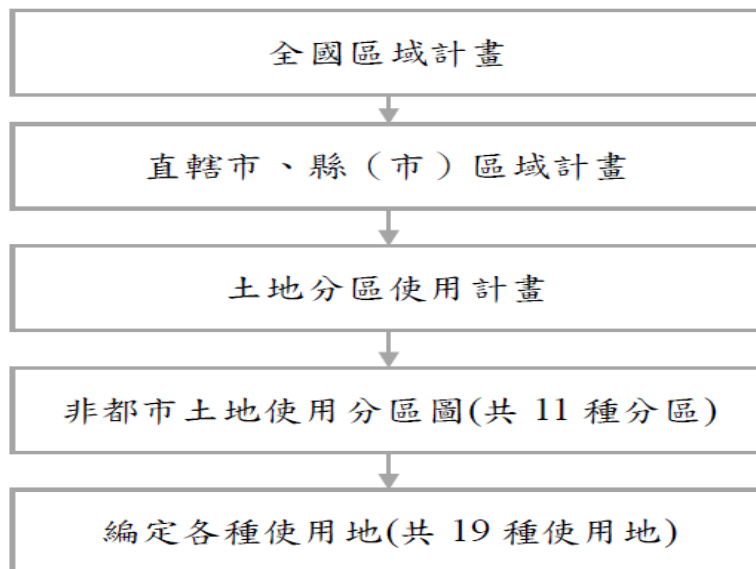 全國區域計畫
直轄市、縣（市）區域計畫
土地分區使用計畫
非都市土地使用分區圖(共 11 種分區)
編定各種使用地(共 19 種使用地)